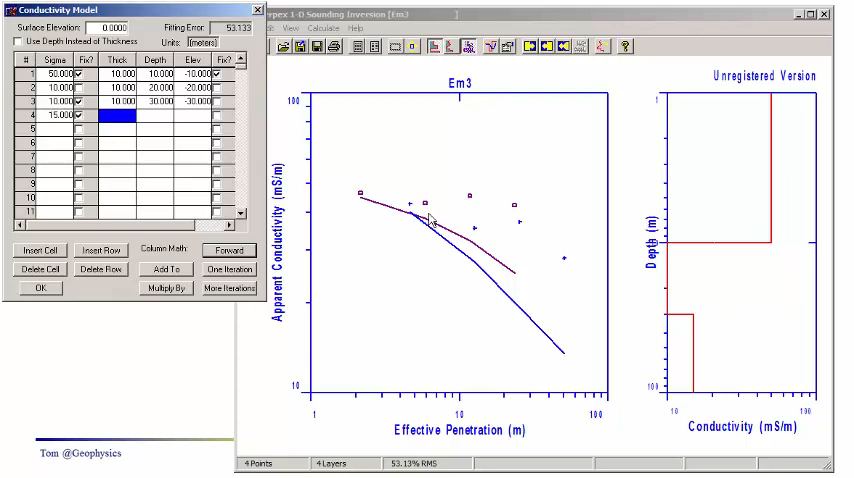 Conductivity Model
Surface Elevation: 0.0000 Fitting Error: 53.133
Use Depth Instead of Thickness Units: (meters)
# Sigma Fix? Thick Depth Elev Fix?
1 50.000 10.000 10.000 -10.000
2 10.000 10.000 20.000 -20.000
3 10.000 10.000 30.000 -30.000
4 15.000
5
6
7
8
9
10
11
Insert Cell Insert Row Column Math: Forward
Delete Cell Delete Row Add To One Iteration
OK Multiply By More Iterations
rpex 1-D Sounding Inversion [Em3 ]
dit View Calculate Help
Em3
Unregistered Version
100
10
Apparent Conductivity (mS/m)
1 10 100
Effective Penetration (m)
1
100
Depth (m)
10 100
Conductivity (mS/m)
4 Points 4 Layers 53.13% RMS
Tom @Geophysics